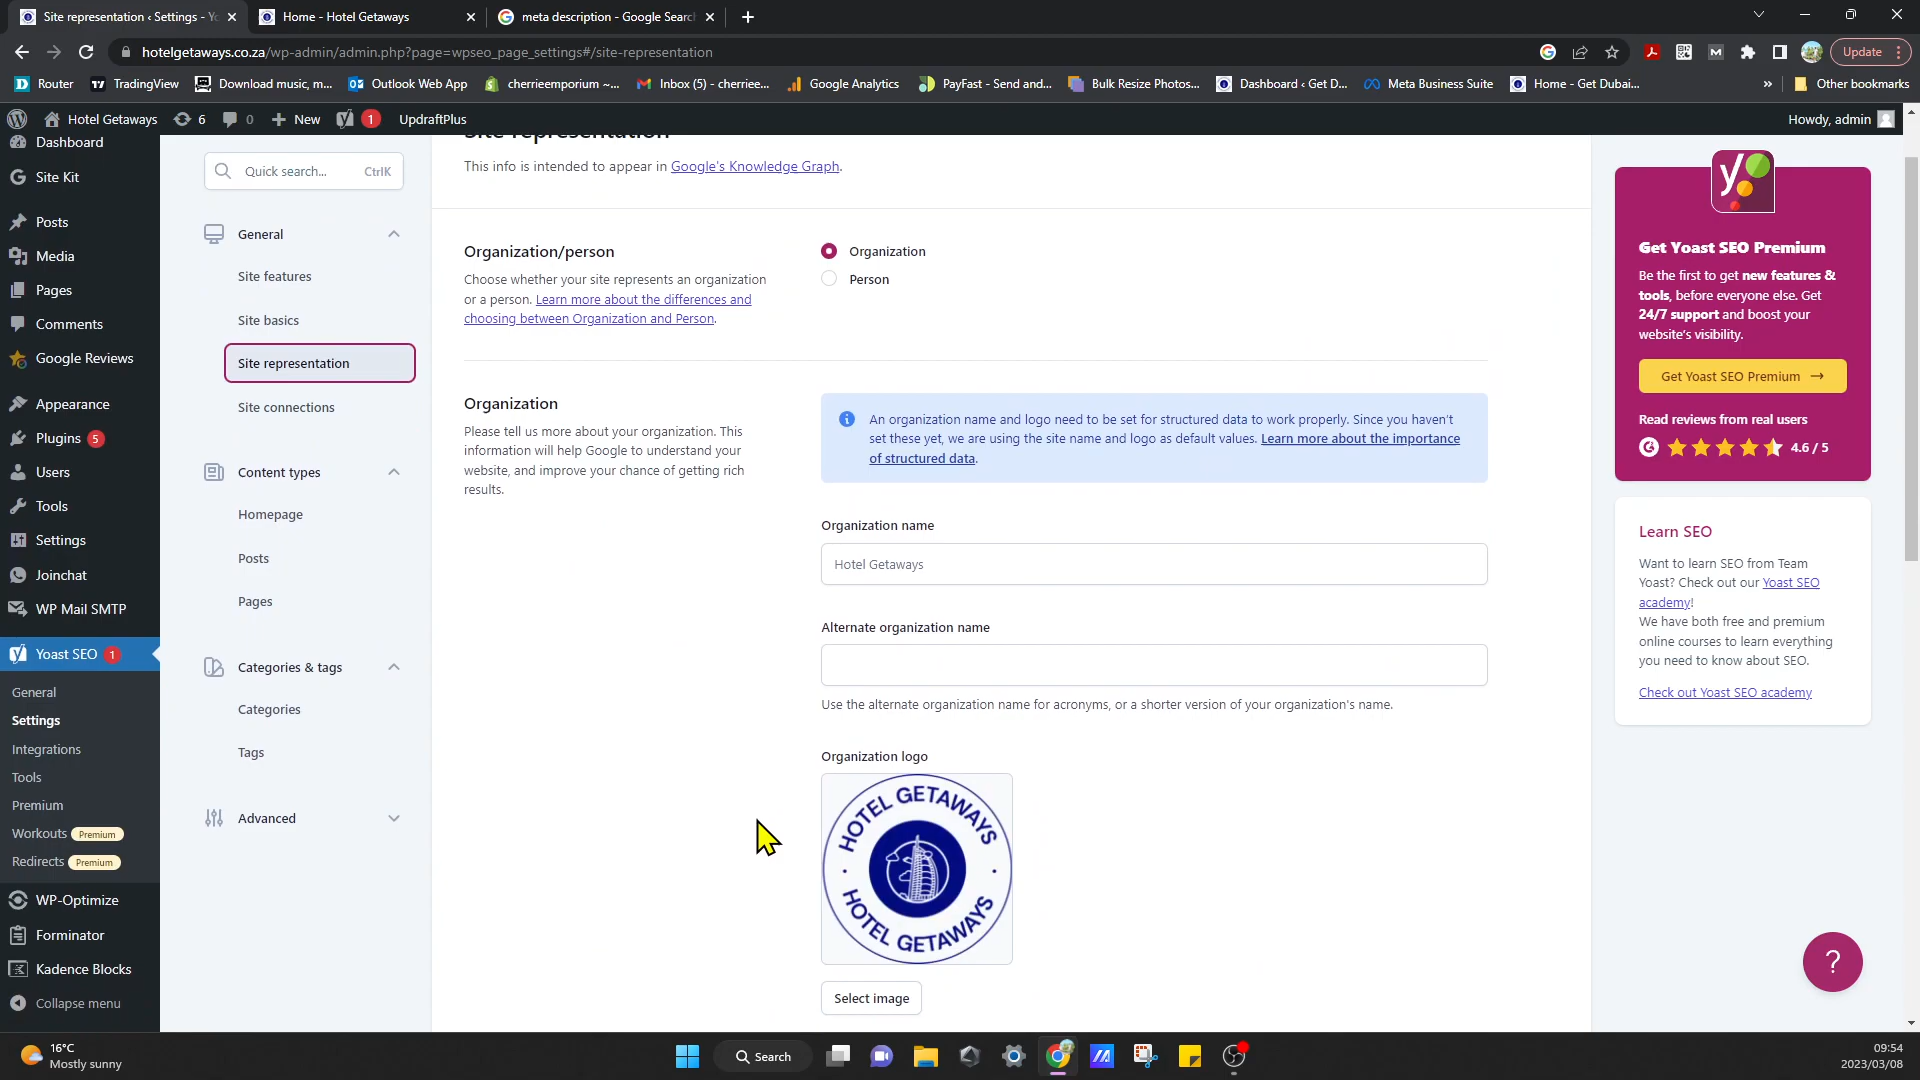 Site representation ‹ Settings - Yo
Home - Hotel Getaways
meta description - Google Searc
hotelgetaways.co.za/wp-admin/admin.php?page=wpseo_page_settings#/site-representation
Update
Router
TradingView
Download music, m...
Outlook Web App
cherrieemporium ~...
Inbox (5) - cherriee...
Google Analytics
PayFast - Send and...
Bulk Resize Photos...
Dashboard ‹ Get D...
Meta Business Suite
Home - Get Dubai...
»
Other bookmarks
Hotel Getaways
6
0
New
1
UpdraftPlus
Howdy, admin
Dashboard
Site Kit
Posts
Media
Pages
Comments
Google Reviews
Appearance
Plugins 5
Users
Tools
Settings
Joinchat
WP Mail SMTP
Yoast SEO 1
General
Settings
Integrations
Tools
Premium
Workouts Premium
Redirects Premium
WP-Optimize
Forminator
Kadence Blocks
Collapse menu
Quick search... CtrlK
General
Site features
Site basics
Site representation
Site connections
Content types
Homepage
Posts
Pages
Categories & tags
Categories
Tags
Advanced
Site representation
This info is intended to appear in Google's Knowledge Graph.
Organization/person
Choose whether your site represents an organization
or a person. Learn more about the differences and
choosing between Organization and Person.
Organization
Person
Organization
Please tell us more about your organization. This
information will help Google to understand your
website, and improve your chance of getting rich
results.
An organization name and logo need to be set for structured data to work properly. Since you haven't
set these yet, we are using the site name and logo as default values. Learn more about the importance
of structured data.
Organization name
Hotel Getaways
Alternate organization name
Use the alternate organization name for acronyms, or a shorter version of your organization's name.
Organization logo
HOTEL GETAWAYS
HOTEL GETAWAYS
Select image
y
Get Yoast SEO Premium
Be the first to get new features &
tools, before everyone else. Get
24/7 support and boost your
website's visibility.
Get Yoast SEO Premium →
Read reviews from real users
4.6 / 5
Learn SEO
Want to learn SEO from Team
Yoast? Check out our Yoast SEO
academy!
We have both free and premium
online courses to learn everything
you need to know about SEO.
Check out Yoast SEO academy
?
16°C
Mostly sunny
Search
09:54
2023/03/08